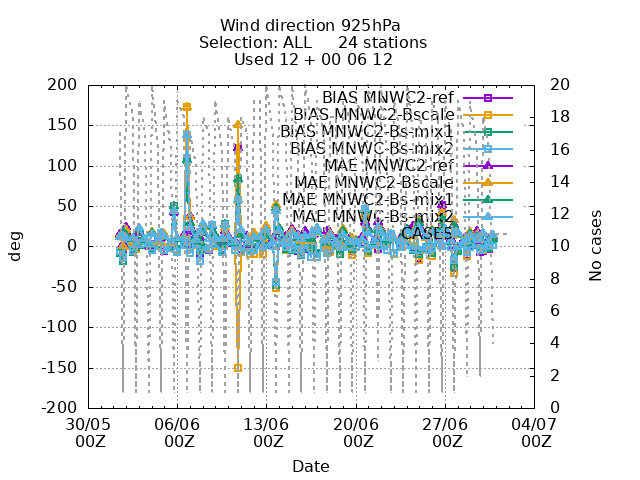 Wind direction 925hPa
Selection: ALL 24 stations
Used 12 + 00 06 12
200
150
100
50
0
-50
-100
-150
-200
deg
20
18
16
14
12
10
8
6
4
2
0
No cases
BIAS MNWC2-ref
BIAS MNWC2-Bscale
BIAS MNWC2-Bs-mix1
BIAS MNWC-Bs-mix2
MAE MNWC2-ref
MAE MNWC2-Bscale
MAE MNWC2-Bs-mix1
MAE MNWC-Bs-mix2
CASES
30/05 06/06 13/06 20/06 27/06 04/07
00Z 00Z 00Z 00Z 00Z 00Z
Date